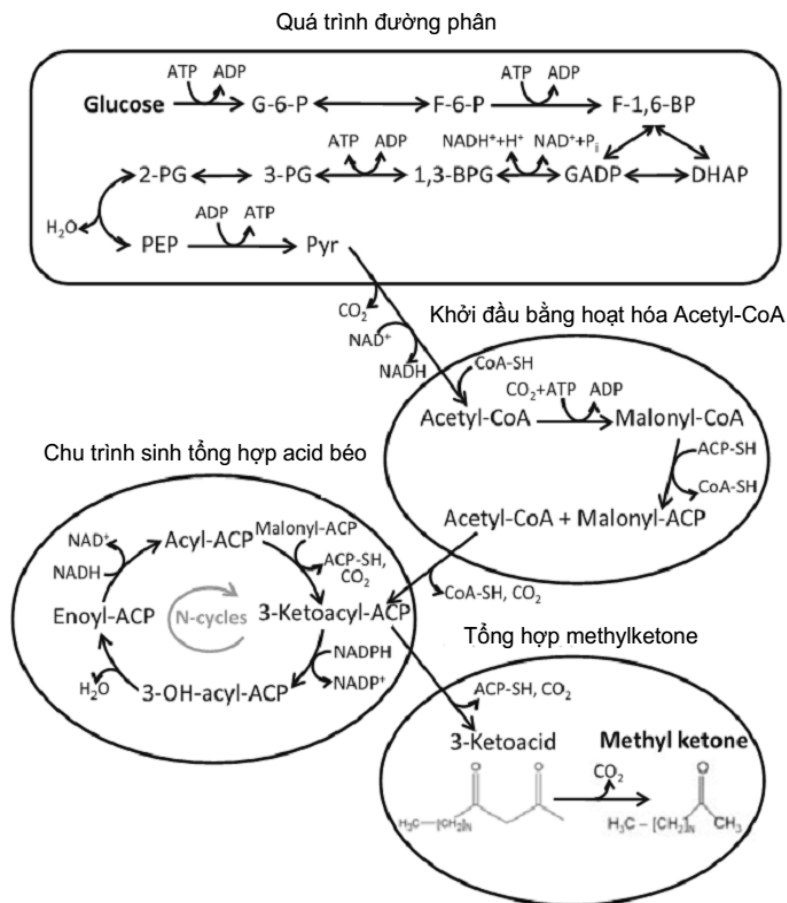 Quá trình đường phân
ATP ADP ATP ADP
Glucose G-6-P F-6-P F-1,6-BP
ATP ADP NADH⁺+H⁺ NAD⁺+Pᵢ
2-PG 3-PG 1,3-BPG GADP DHAP
H₂O ADP ATP
PEP Pyr
CO₂ Khởi đầu bằng hoạt hóa Acetyl-CoA
NAD⁺
NADH CoA-SH
CO₂+ATP ADP
Acetyl-CoA Malonyl-CoA
ACP-SH
CoA-SH
Acetyl-CoA + Malonyl-ACP
CoA-SH, CO₂
Chu trình sinh tổng hợp acid béo
NAD⁺ Acyl-ACP Malonyl-ACP
NADH ACP-SH,
CO₂
Enoyl-ACP N-cycles 3-Ketoacyl-ACP
NADPH
H₂O 3-OH-acyl-ACP NADP⁺
Tổng hợp methylketone
ACP-SH, CO₂
3-Ketoacid Methyl ketone
O O CO₂ O
H₃C—[CH₂]N H₃C – [CH₂]N CH₃